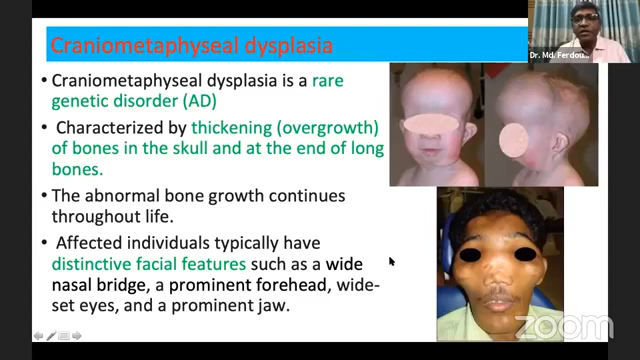 Craniometaphyseal dysplasia
Dr. Md. Ferdou...
• Craniometaphyseal dysplasia is a rare
genetic disorder (AD)
• Characterized by thickening (overgrowth)
of bones in the skull and at the end of long
bones.
• The abnormal bone growth continues
throughout life.
• Affected individuals typically have
distinctive facial features such as a wide
nasal bridge, a prominent forehead, wide-
set eyes, and a prominent jaw.
zoom